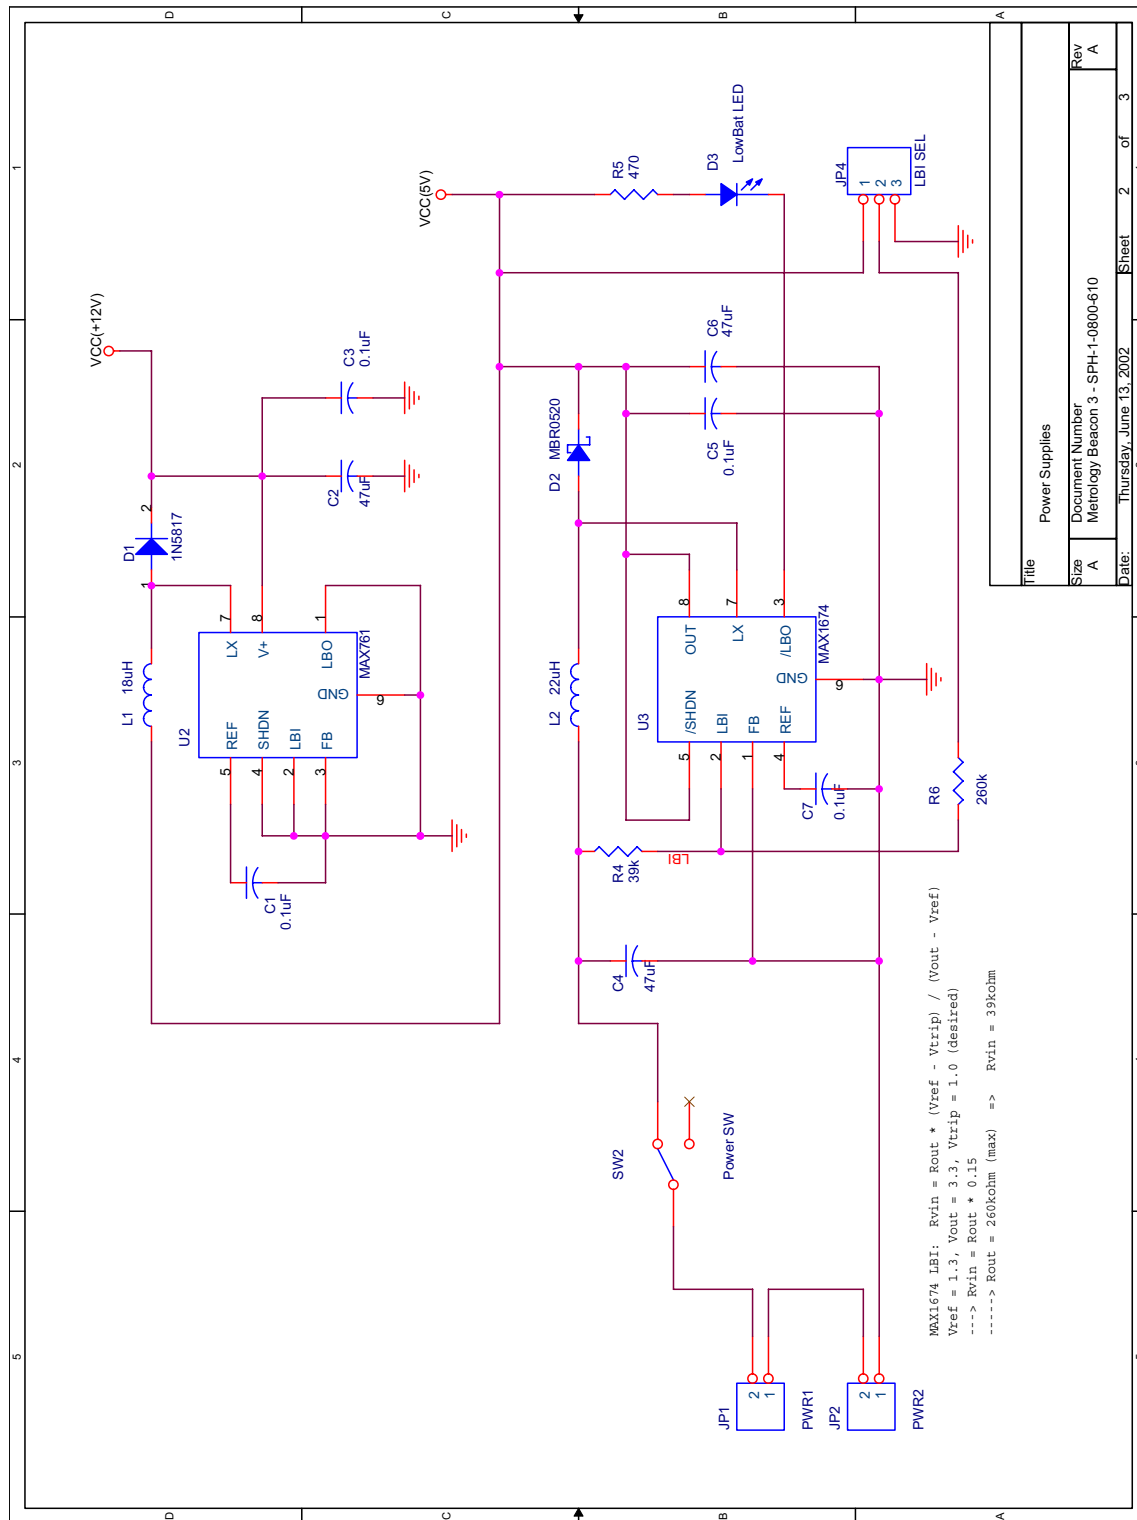 5
4
3
2
1
D
C
B
A
VCC(+12V)
L1
18uH
D1
1N5817
1
2
U2
REF
SHDN
LBI
FB
LX
V+
LBO
GND
MAX761
5
4
2
3
7
8
1
6
C1
0.1uF
C2
47uF
C3
0.1uF
VCC(5V)
R5
470
D3
LowBat LED
L2
22uH
D2
MBR0520
U3
/SHDN
LBI
FB
REF
OUT
LX
/LBO
GND
MAX1674
5
2
1
4
8
7
3
6
C5
0.1uF
C6
47uF
R4
39k
LBI
C4
47uF
C7
0.1uF
R6
260k
JP4
1
2
3
LBI SEL
SW2
Power SW
JP1
2
1
PWR1
JP2
2
1
PWR2
MAX1674 LBI: Rvin = Rout * (Vref - Vtrip) / (Vout - Vref)
Vref = 1.3, Vout = 3.3, Vtrip = 1.0 (desired)
---> Rvin = Rout * 0.15
-----> Rout = 260kohm (max) => Rvin = 39kohm
Title
Power Supplies
Size
A
Document Number
Metrology Beacon 3 - SPH-1-0800-610
Rev
A
Date:
Thursday, June 13, 2002
Sheet
2
of
3
D
C
B
A